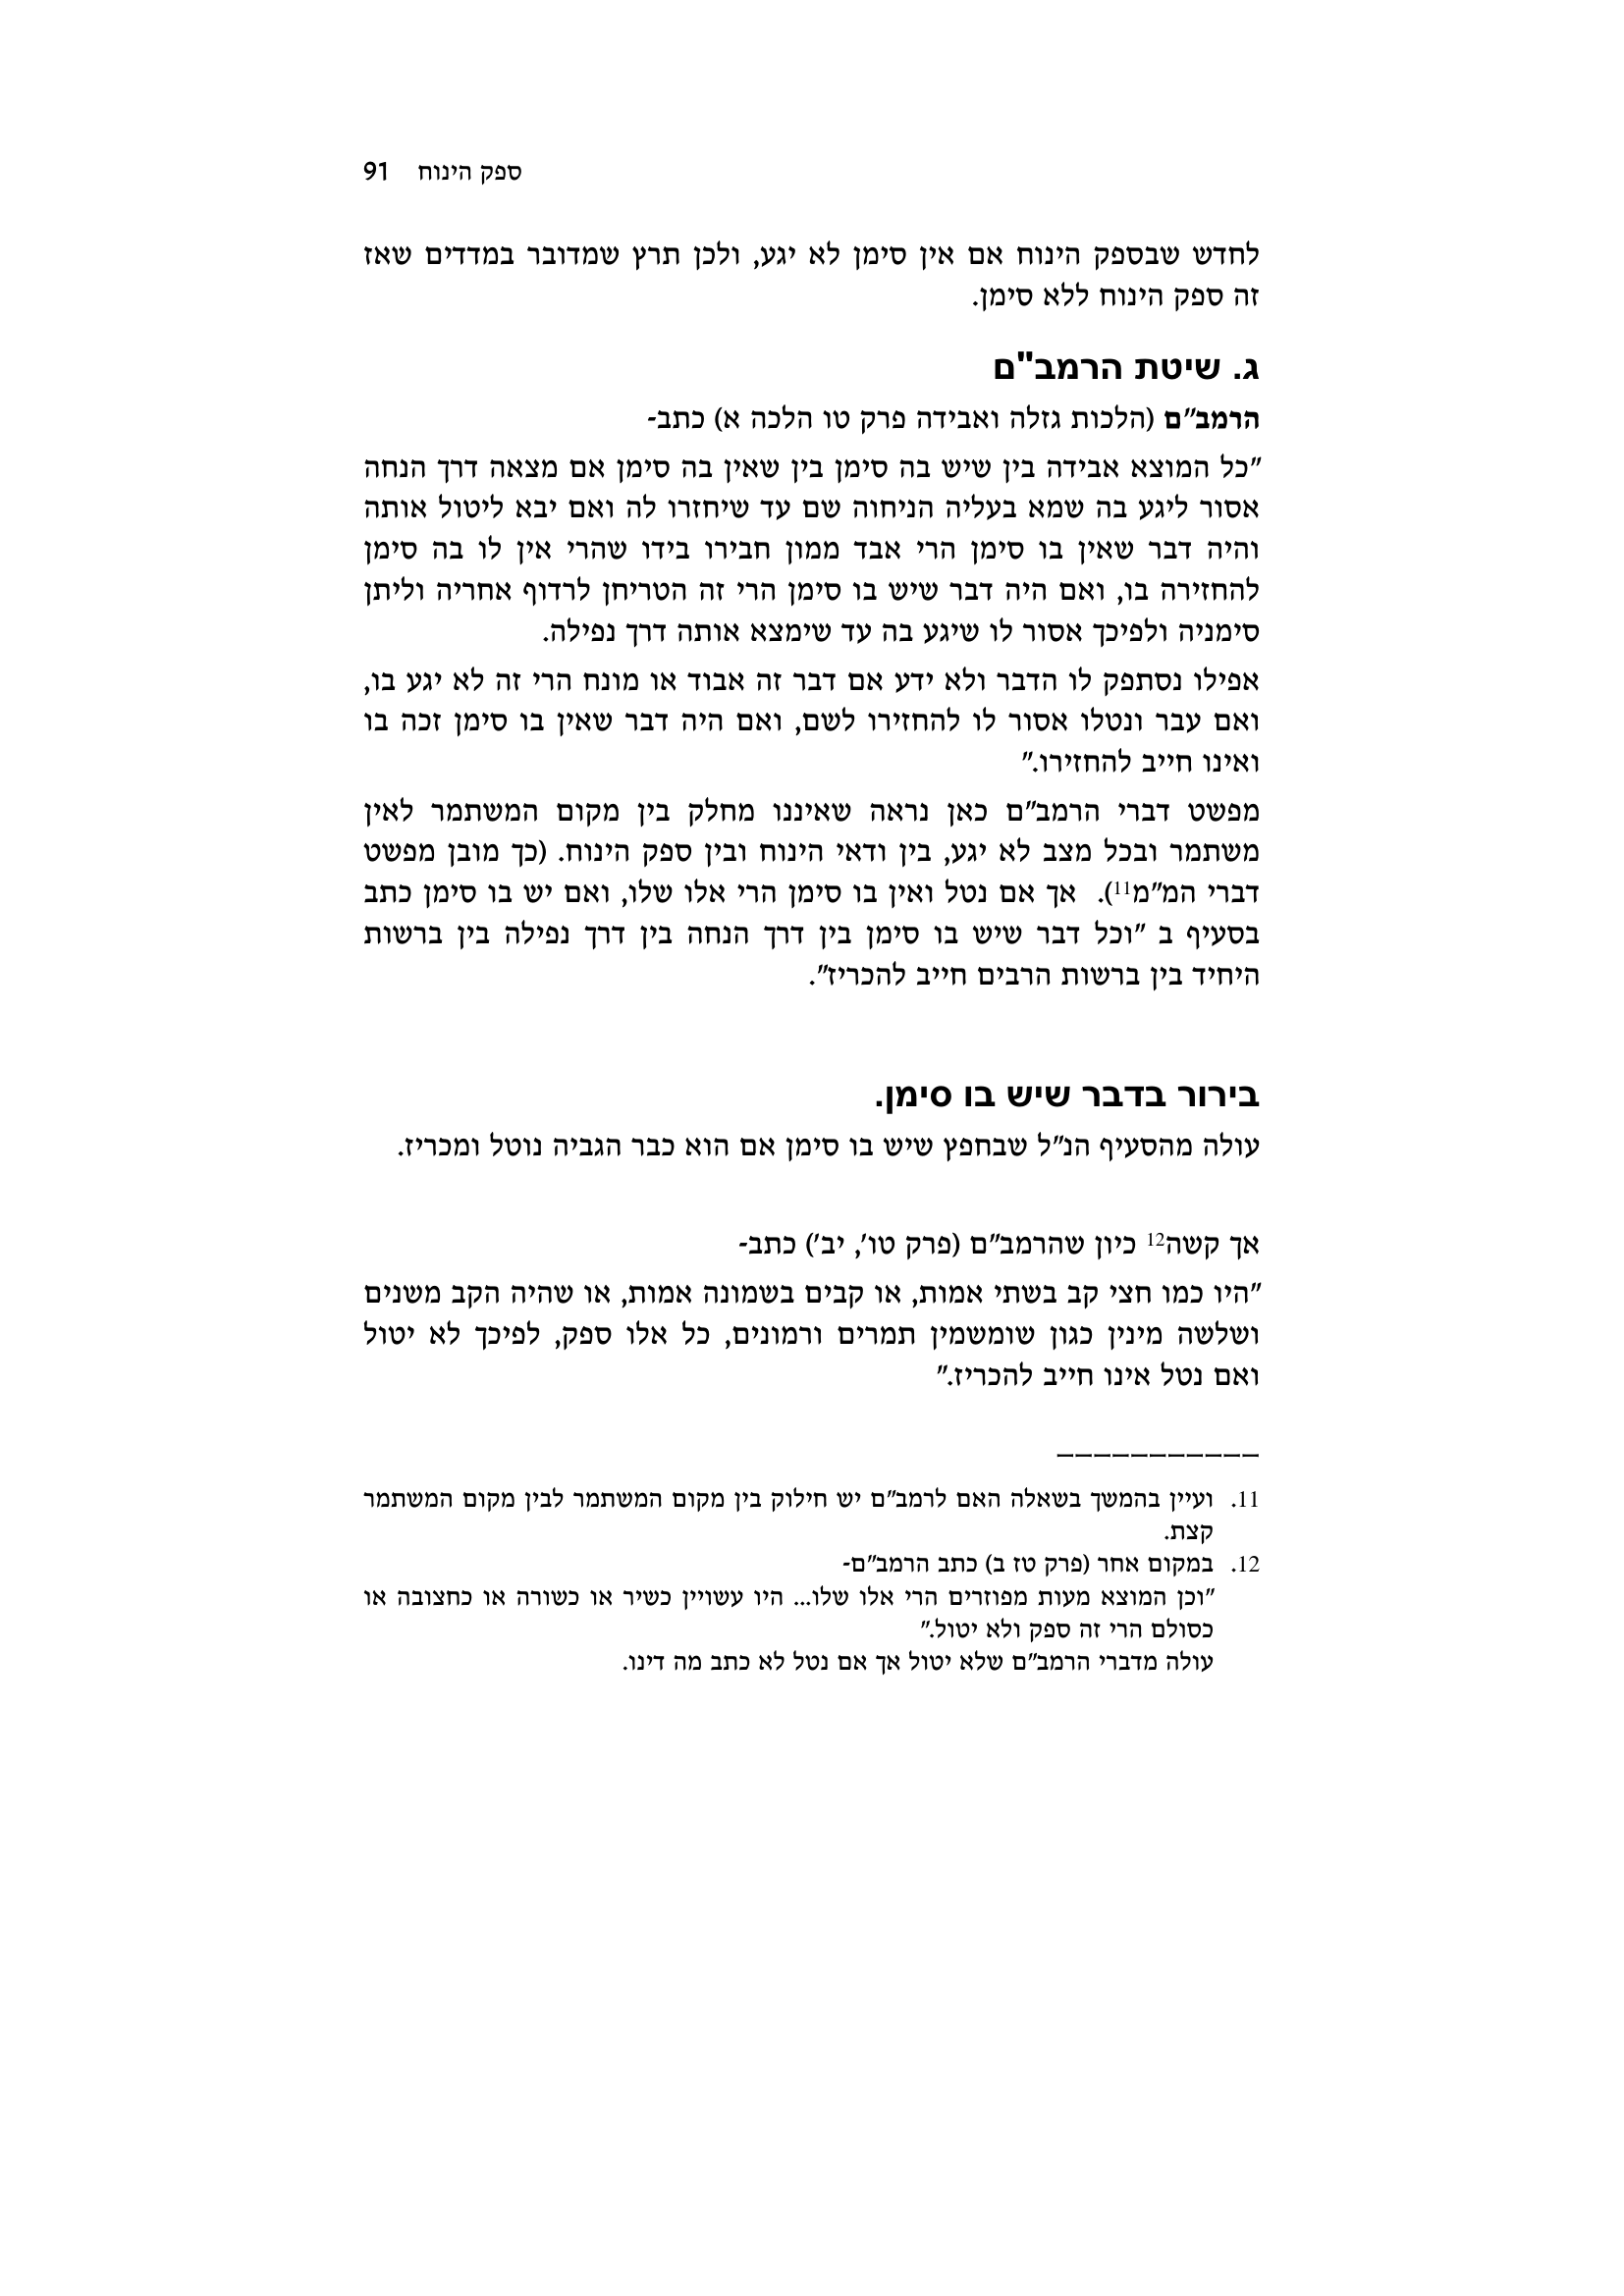 ספק הינוח 91
לחדש שבספק הינוח אם אין סימן לא יגע, ולכן תרץ שמדובר במדדים שאז
זה ספק הינוח ללא סימן.
ג. שיטת הרמב"ם
הרמב"ם (הלכות גזלה ואבידה פרק טו הלכה א) כתב-
"כל המוצא אבידה בין שיש בה סימן בין שאין בה סימן אם מצאה דרך הנחה
אסור ליגע בה שמא בעליה הניחוה שם עד שיחזרו לה ואם יבא ליטול אותה
והיה דבר שאין בו סימן הרי אבד ממון חבירו בידו שהרי אין לו בה סימן
להחזירה בו, ואם היה דבר שיש בו סימן הרי זה הטריחן לרדוף אחריה וליתן
סימניה ולפיכך אסור לו שיגע בה עד שימצא אותה דרך נפילה.
אפילו נסתפק לו הדבר ולא ידע אם דבר זה אבוד או מונח הרי זה לא יגע בו,
ואם עבר ונטלו אסור לו להחזירו לשם, ואם היה דבר שאין בו סימן זכה בו
ואינו חייב להחזירו."
מפשט דברי הרמב"ם כאן נראה שאיננו מחלק בין מקום המשתמר לאין
משתמר ובכל מצב לא יגע, בין ודאי הינוח ובין ספק הינוח. (כך מובן מפשט
דברי המ"מ11). אך אם נטל ואין בו סימן הרי אלו שלו, ואם יש בו סימן כתב
בסעיף ב "וכל דבר שיש בו סימן בין דרך הנחה בין דרך נפילה בין ברשות
היחיד בין ברשות הרבים חייב להכריז".
בירור בדבר שיש בו סימן.
עולה מהסעיף הנ"ל שבחפץ שיש בו סימן אם הוא כבר הגביה נוטל ומכריז.
אך קשה12 כיון שהרמב"ם (פרק טו', יב') כתב-
"היו כמו חצי קב בשתי אמות, או קבים בשמונה אמות, או שהיה הקב משנים
ושלשה מינין כגון שומשמין תמרים ורמונים, כל אלו ספק, לפיכך לא יטול
ואם נטל אינו חייב להכריז."
___________
11. ועיין בהמשך בשאלה האם לרמב"ם יש חילוק בין מקום המשתמר לבין מקום המשתמר
קצת.
12. במקום אחר (פרק טז ב) כתב הרמב"ם-
"וכן המוצא מעות מפוזרים הרי אלו שלו... היו עשויין כשיר או כשורה או כחצובה או
כסולם הרי זה ספק ולא יטול."
עולה מדברי הרמב"ם שלא יטול אך אם נטל לא כתב מה דינו.